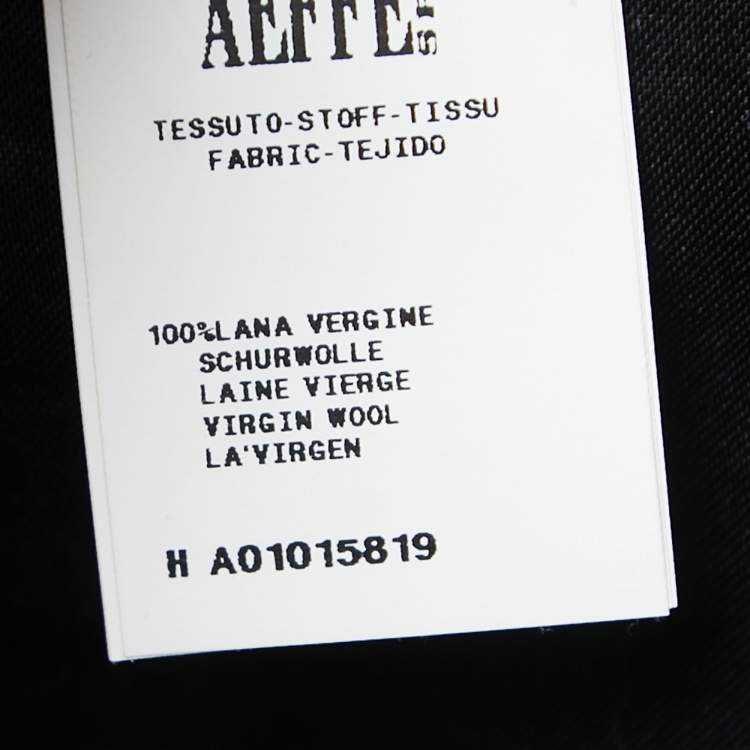 AEFFE
TESSUTO-STOFF-TISSU
FABRIC-TEJIDO
100%LANA VERGINE
SCHURWOLLE
LAINE VIERGE
VIRGIN WOOL
LA'VIRGEN
H A01015819